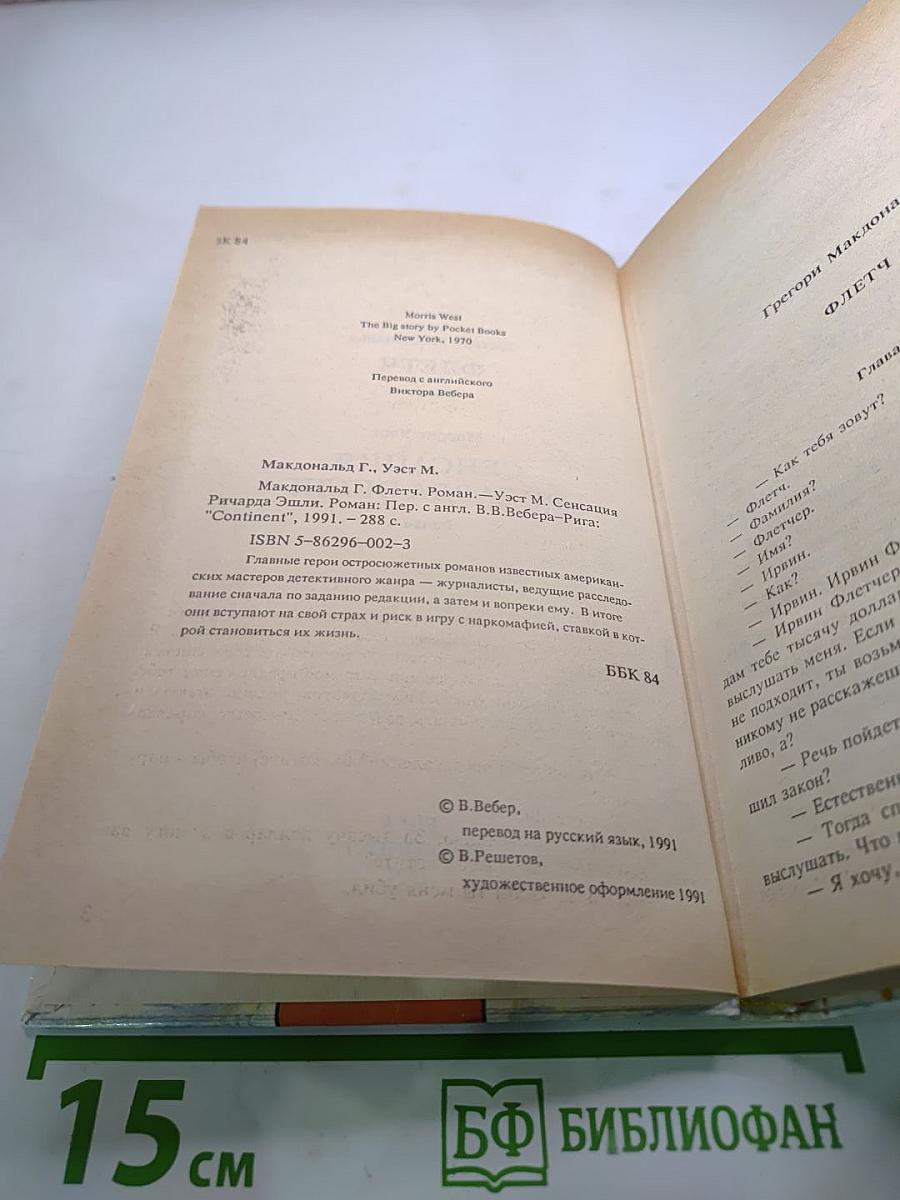 ББК 84
Morris West
The Big story by Pocket Books
New York, 1970
Перевод с английского
Виктора Вебера
Макдональд Г., Уэст М.
Макдональд Г. Флетч. Роман.—Уэст М. Сенсация
Ричарда Эшли. Роман: Пер. с англ. В.В.Вебера–Рига:
"Continent", 1991. – 288 с.
ISBN 5–86296–002–3
Главные герои остросюжетных романов известных американ-
ских мастеров детективного жанра — журналисты, ведущие расследо-
вание сначала по заданию редакции, а затем и вопреки ему. В итоге
они вступают на свой страх и риск в игру с наркомафией, ставкой в кот-
рой становиться их жизнь.
ББК 84
© В.Вебер,
перевод на русский язык, 1991
© В.Решетов,
художественное оформление 1991
Грегори Макдона
ФЛЕТЧ
Глава
— Как тебя зовут?
— Флетч.
— Фамилия?
— Флетчер.
— Имя?
— Ирвин.
— Как?
— Ирвин. Ирвин Ф
— Ирвин Флетчер
дам тебе тысячу доллар
выслушать меня. Если
не подходит, ты возьм
никому не расскажеш
ливо, а?
— Речь пойдет
шил закон?
— Естественн
— Тогда сп
выслушать. Что
— Я хочу,
15 см
БФ БИБЛИОФАН